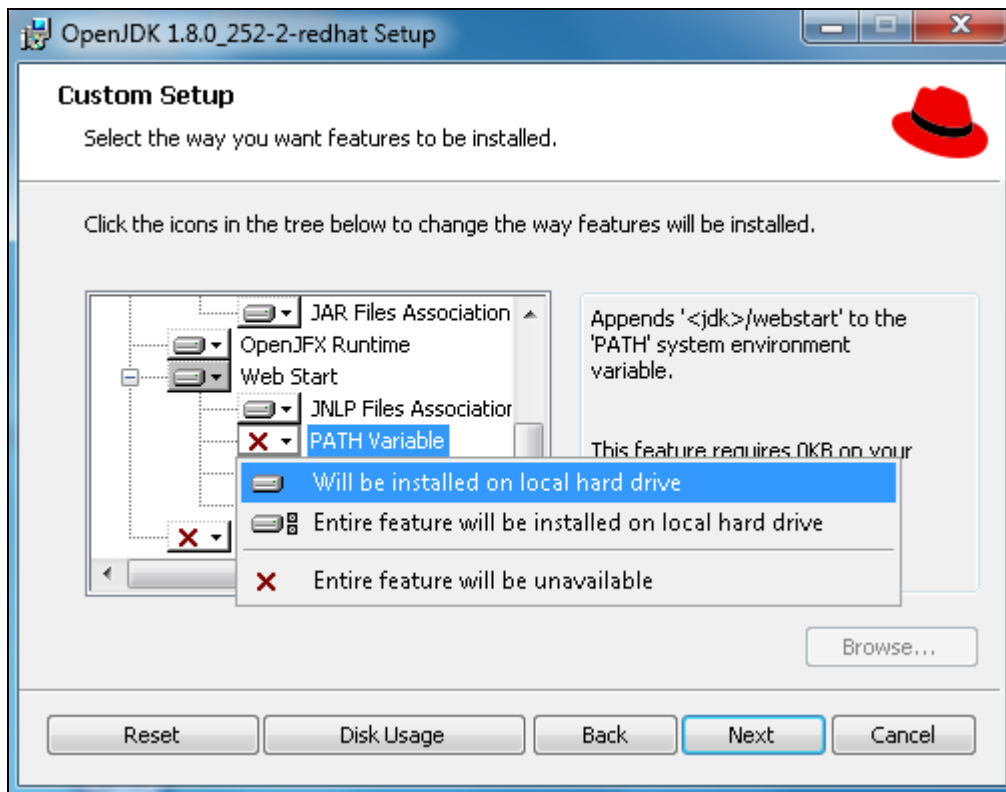 OpenJDK 1.8.0_252-2-redhat Setup
Custom Setup
Select the way you want features to be installed.
Click the icons in the tree below to change the way features will be installed.
JAR Files Association
OpenJFX Runtime
Web Start
JNLP Files Association
PATH Variable
Appends '<jdk>/webstart' to the
'PATH' system environment
variable.
This feature requires 0KB on your
Will be installed on local hard drive
Entire feature will be installed on local hard drive
Entire feature will be unavailable
Browse...
Reset
Disk Usage
Back
Next
Cancel